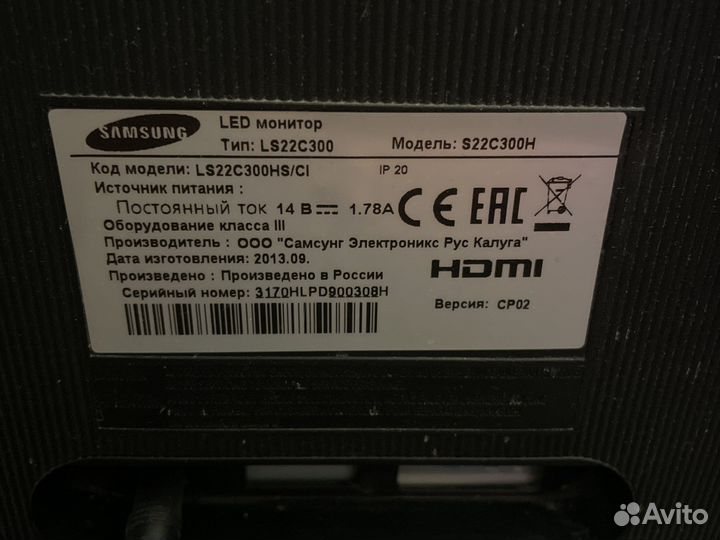 SAMSUNG
LED монитор
Тип: LS22C300 Модель: S22C300H
Код модели: LS22C300HS/CI IP 20
Источник питания :
Постоянный ток 14 В 1.78A
CE EAC
Оборудование класса III
Производитель : ООО "Самсунг Электроникс Рус Калуга"
Дата изготовления: 2013.09.
HDMI
Произведено : Произведено в России
Серийный номер: 3170HLPD900308H
Версия: CP02
Avito